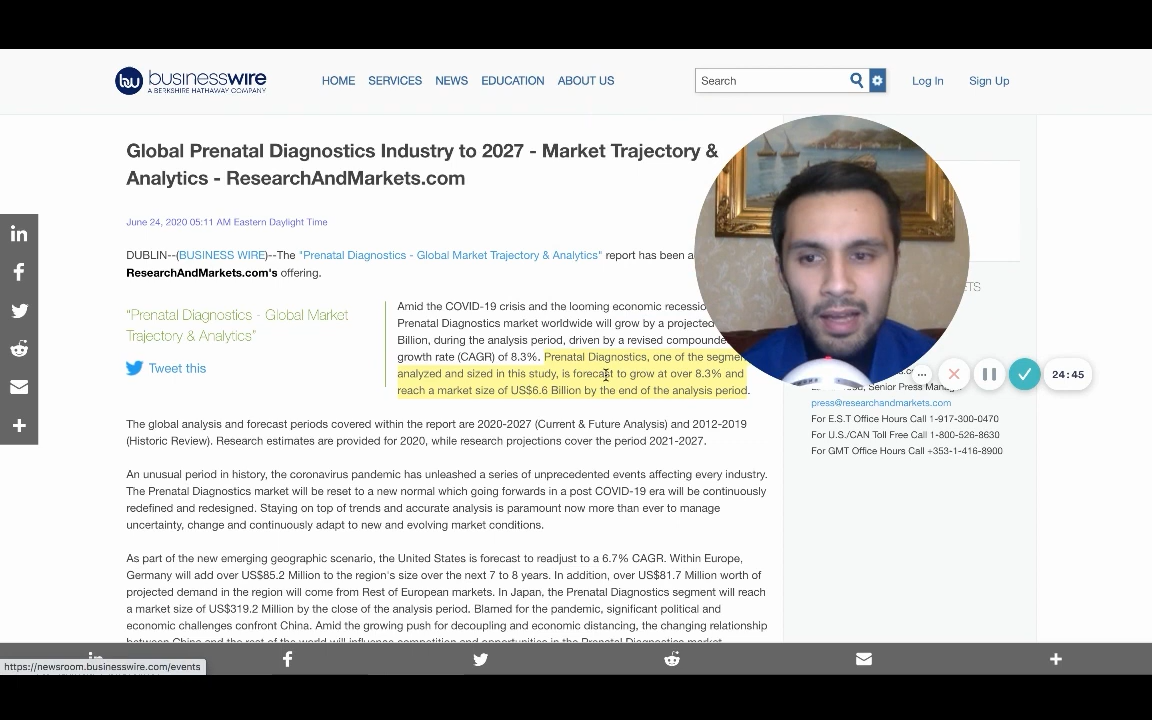 businesswire
A BERKSHIRE HATHAWAY COMPANY
HOME SERVICES NEWS EDUCATION ABOUT US
Search
Log In Sign Up
Global Prenatal Diagnostics Industry to 2027 - Market Trajectory &
Analytics - ResearchAndMarkets.com
June 24, 2020 05:11 AM Eastern Daylight Time
DUBLIN--(BUSINESS WIRE)--The "Prenatal Diagnostics - Global Market Trajectory & Analytics" report has been
ResearchAndMarkets.com's offering.
"Prenatal Diagnostics - Global Market
Trajectory & Analytics"
Tweet this
Amid the COVID-19 crisis and the looming economic
Prenatal Diagnostics market worldwide will grow by a projected
Billion, during the analysis period, driven by a revised
growth rate (CAGR) of 8.3%. Prenatal Diagnostics, one of the
analyzed and sized in this study, is forecast to grow at over 8.3% and
reach a market size of US$6.6 Billion by the end of the analysis period.
The global analysis and forecast periods covered within the report are 2020-2027 (Current & Future Analysis) and 2012-2019
(Historic Review). Research estimates are provided for 2020, while research projections cover the period 2021-2027.
An unusual period in history, the coronavirus pandemic has unleashed a series of unprecedented events affecting every industry.
The Prenatal Diagnostics market will be reset to a new normal which going forwards in a post COVID-19 era will be continuously
redefined and redesigned. Staying on top of trends and accurate analysis is paramount now more than ever to manage
uncertainty, change and continuously adapt to new and evolving market conditions.
As part of the new emerging geographic scenario, the United States is forecast to readjust to a 6.7% CAGR. Within Europe,
Germany will add over US$85.2 Million to the region's size over the next 7 to 8 years. In addition, over US$81.7 Million worth of
projected demand in the region will come from Rest of European markets. In Japan, the Prenatal Diagnostics segment will reach
a market size of US$319.2 Million by the close of the analysis period. Blamed for the pandemic, significant political and
economic challenges confront China. Amid the growing push for decoupling and economic distancing, the changing relationship
between China and the rest of the world will influence competition and opportunities in the Prenatal Diagnostics market.
24:45
Senior Press
press@researchandmarkets.com
For E.S.T Office Hours Call 1-917-300-0470
For U.S./CAN Toll Free Call 1-800-526-8630
For GMT Office Hours Call +353-1-416-8900
https://newsroom.businesswire.com/events